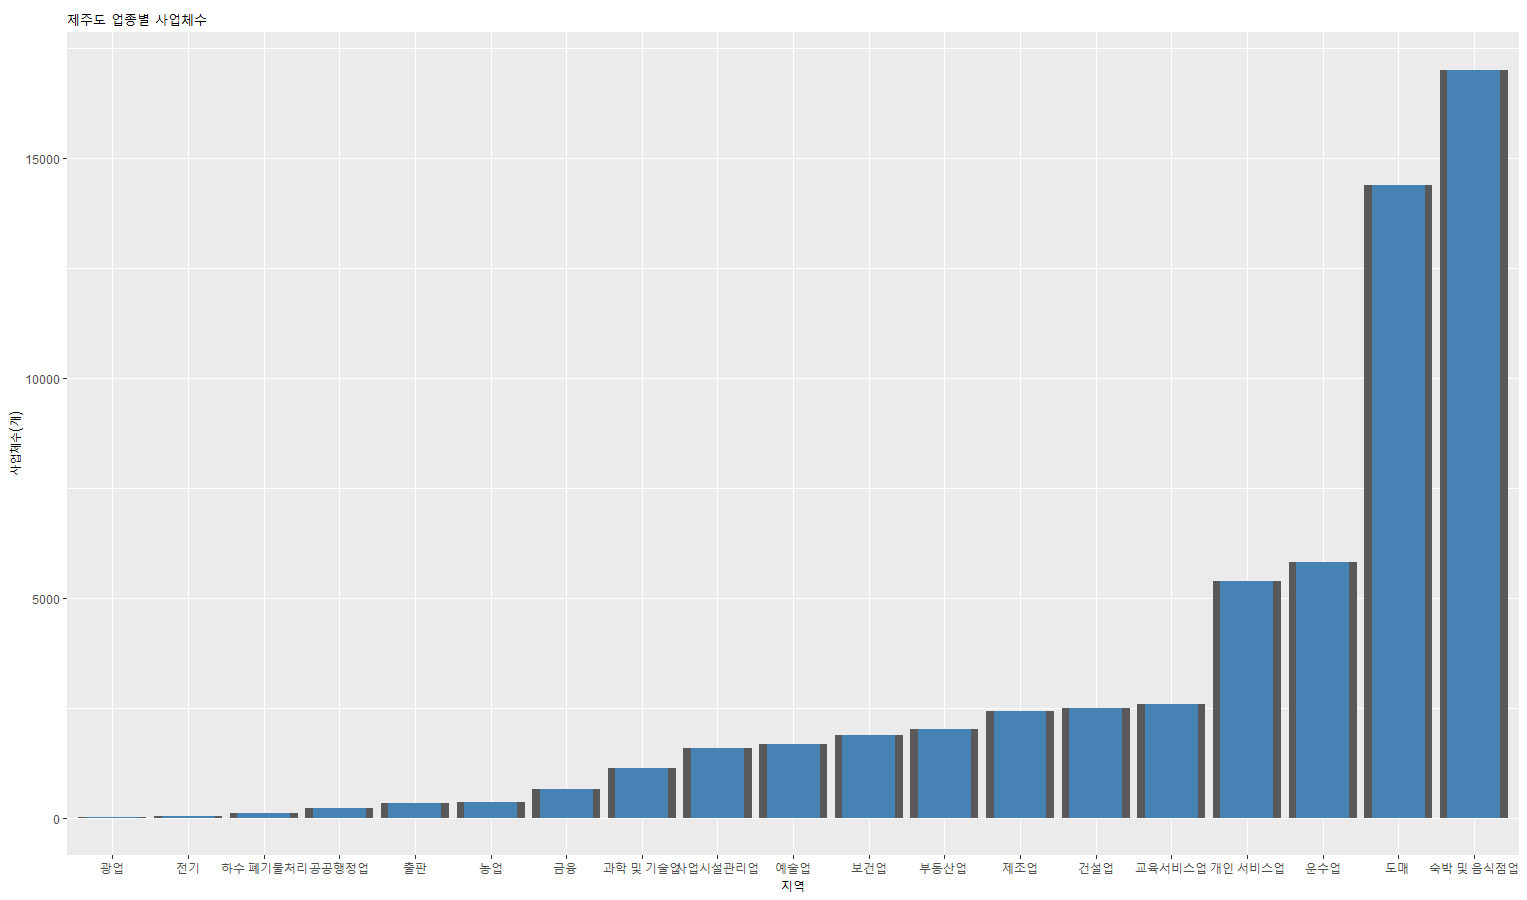 제주도 업종별 사업체수
사업체수(개)
15000
10000
5000
0
광업
전기
하수 폐기물처리
공공행정업
출판
농업
금융
과학 및 기술업
사업시설관리업
예술업
보건업
부동산업
제조업
건설업
교육서비스업
개인 서비스업
운수업
도매
숙박 및 음식점업
지역